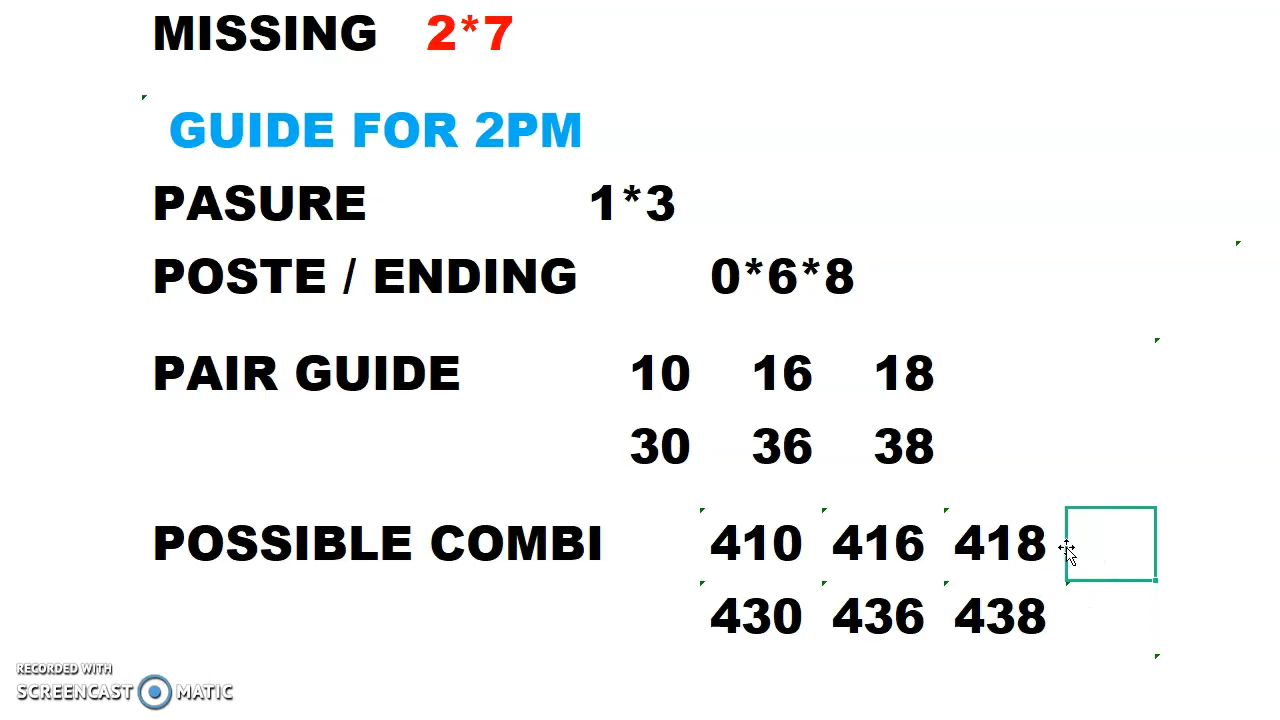 MISSING 2*7
GUIDE FOR 2PM
PASURE 1*3
POSTE / ENDING 0*6*8
PAIR GUIDE 10 16 18
30 36 38
POSSIBLE COMBI 410 416 418
430 436 438
RECORDED WITH
SCREENCAST MATIC